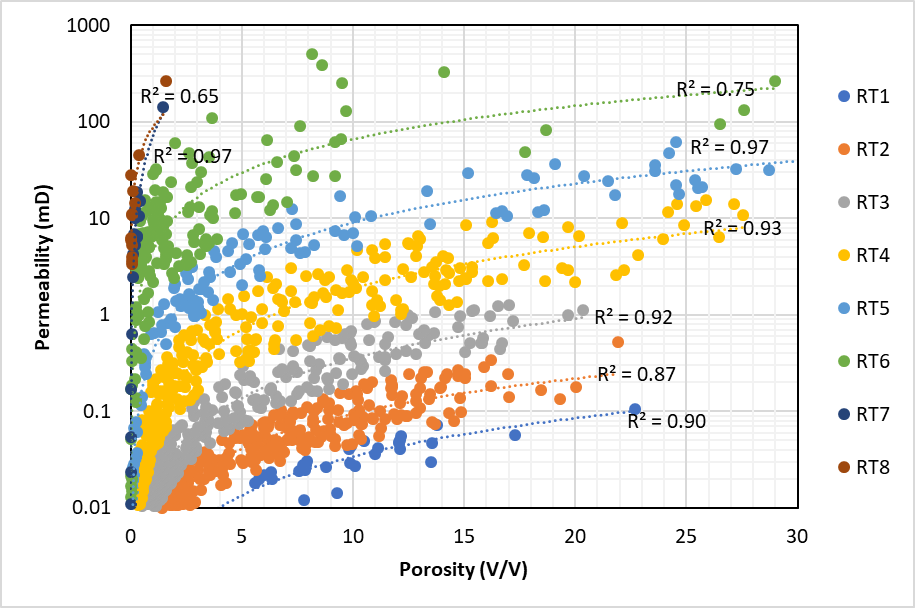 1000
100
10
1
0.1
0.01
Permeability (mD)
R² = 0.65
R² = 0.97
R² = 0.75
R² = 0.97
R² = 0.93
R² = 0.92
R² = 0.87
R² = 0.90
0 5 10 15 20 25 30
Porosity (V/V)
RT1
RT2
RT3
RT4
RT5
RT6
RT7
RT8